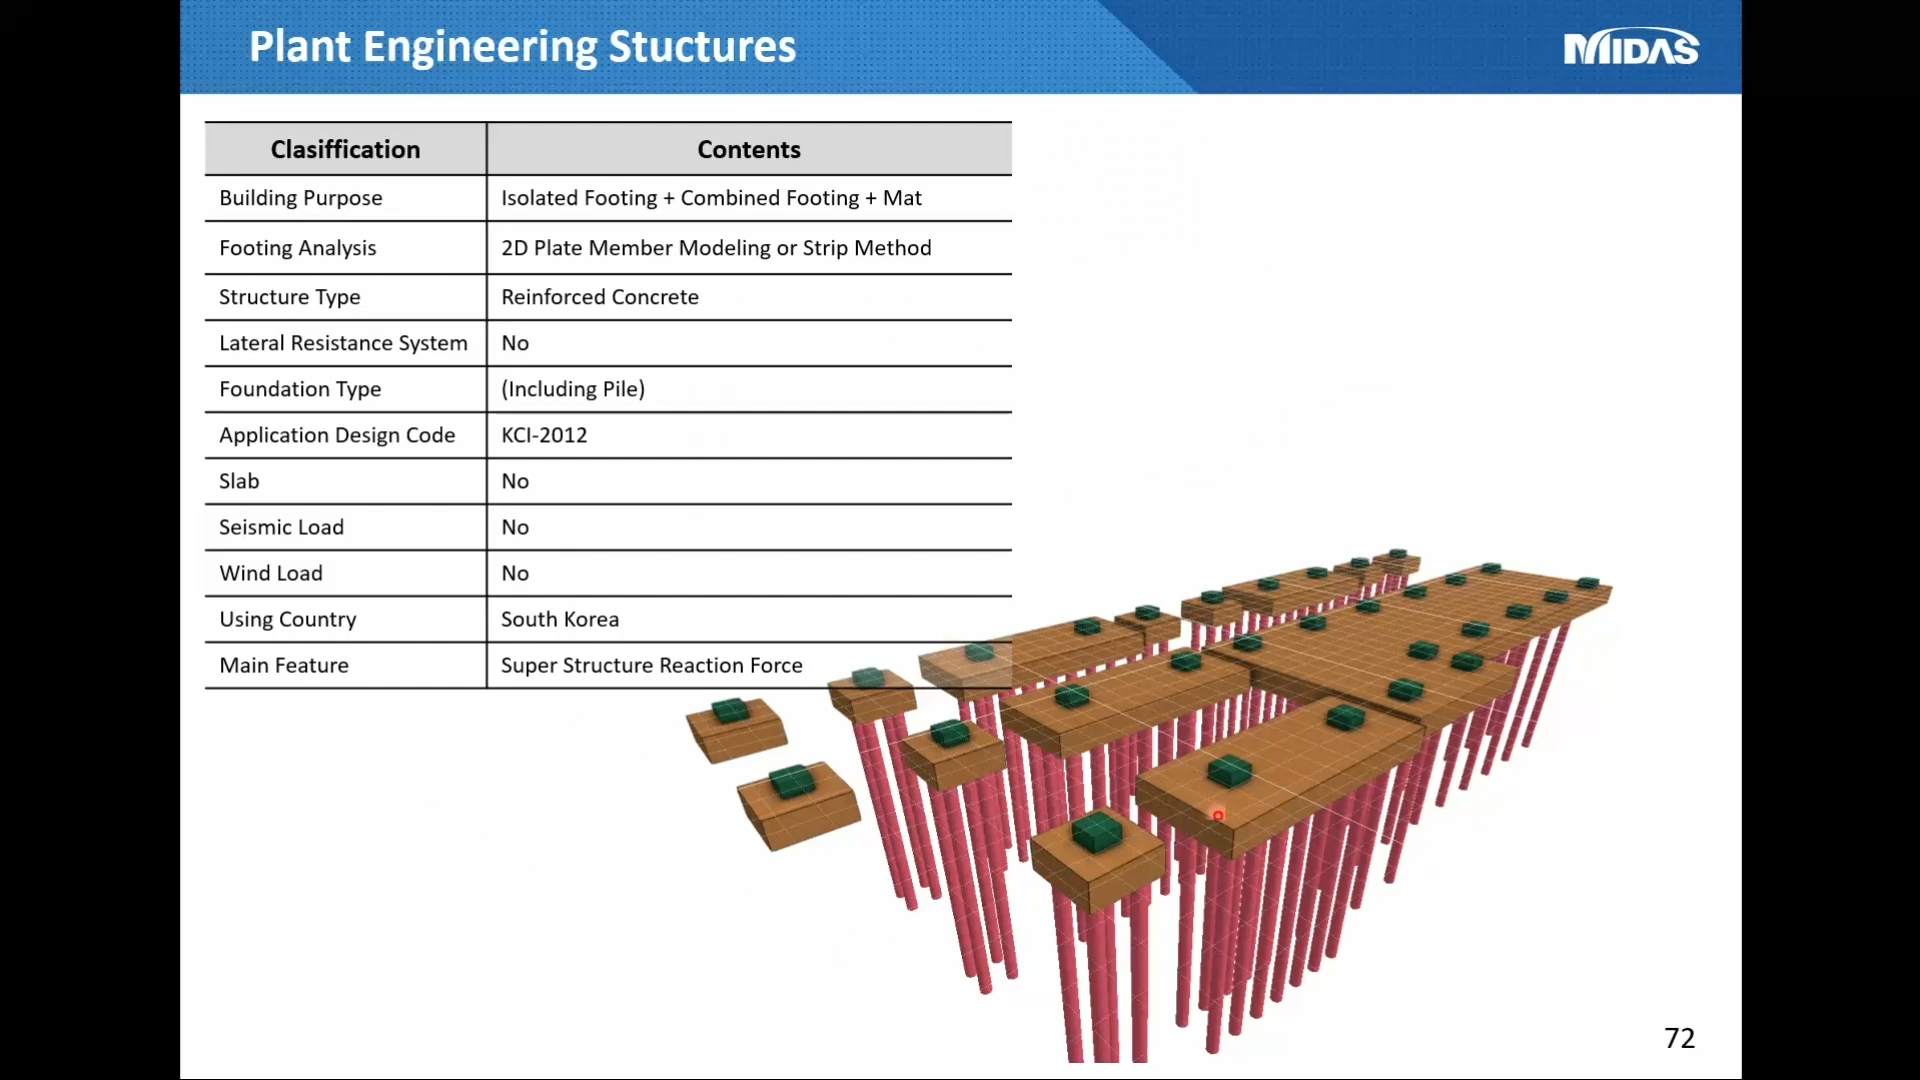 Plant Engineering Stuctures
MIDAS
Clasiffication Contents
Building Purpose Isolated Footing + Combined Footing + Mat
Footing Analysis 2D Plate Member Modeling or Strip Method
Structure Type Reinforced Concrete
Lateral Resistance System No
Foundation Type (Including Pile)
Application Design Code KCI-2012
Slab No
Seismic Load No
Wind Load No
Using Country South Korea
Main Feature Super Structure Reaction Force
72